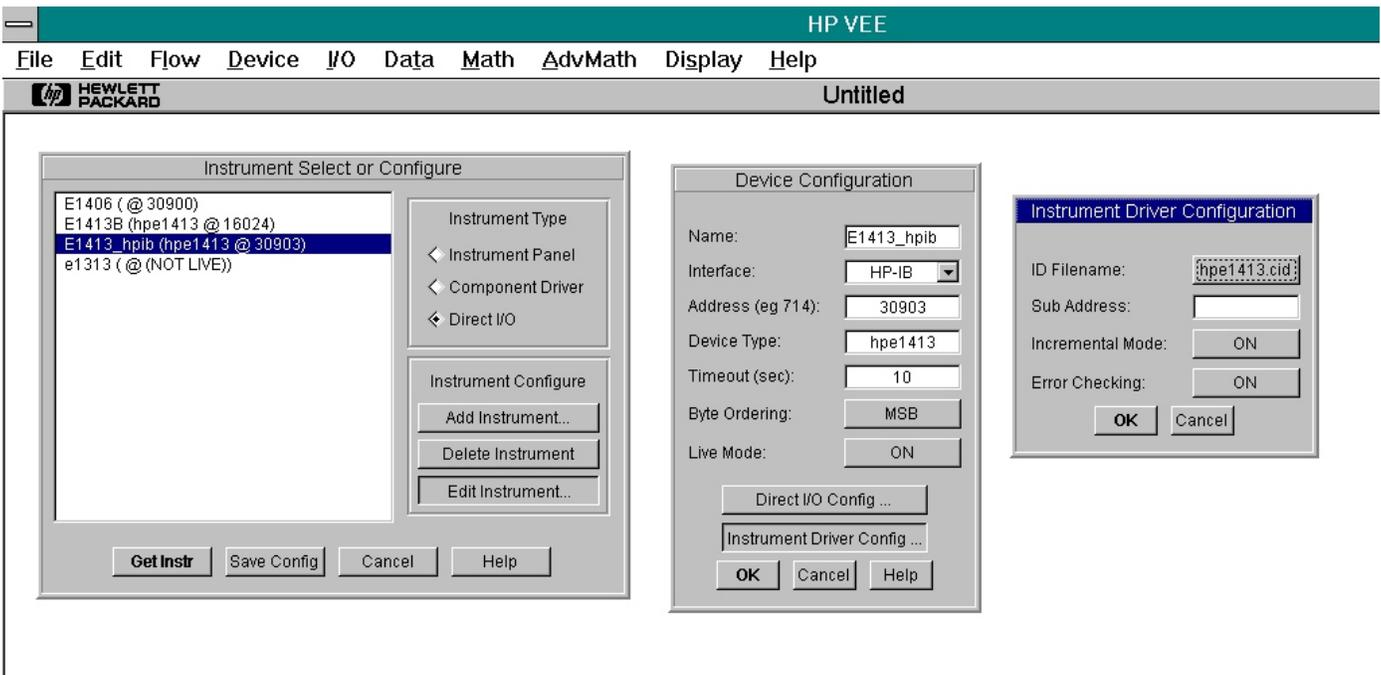 HP VEE
File Edit Flow Device I/O Data Math AdvMath Display Help
hp HEWLETT PACKARD
Untitled
Instrument Select or Configure
E1406 ( @ 30900)
E1413B (hpe1413 @ 16024)
E1413_hpib (hpe1413 @ 30903)
e1313 ( @ (NOT LIVE))
Instrument Type
Instrument Panel
Component Driver
Direct I/O
Instrument Configure
Add Instrument...
Delete Instrument
Edit Instrument...
Get Instr Save Config Cancel Help
Device Configuration
Name: E1413_hpib
Interface: HP-IB
Address (eg 714): 30903
Device Type: hpe1413
Timeout (sec): 10
Byte Ordering: MSB
Live Mode: ON
Direct I/O Config ...
Instrument Driver Config ...
OK Cancel Help
Instrument Driver Configuration
ID Filename: hpe1413.cid
Sub Address:
Incremental Mode: ON
Error Checking: ON
OK Cancel